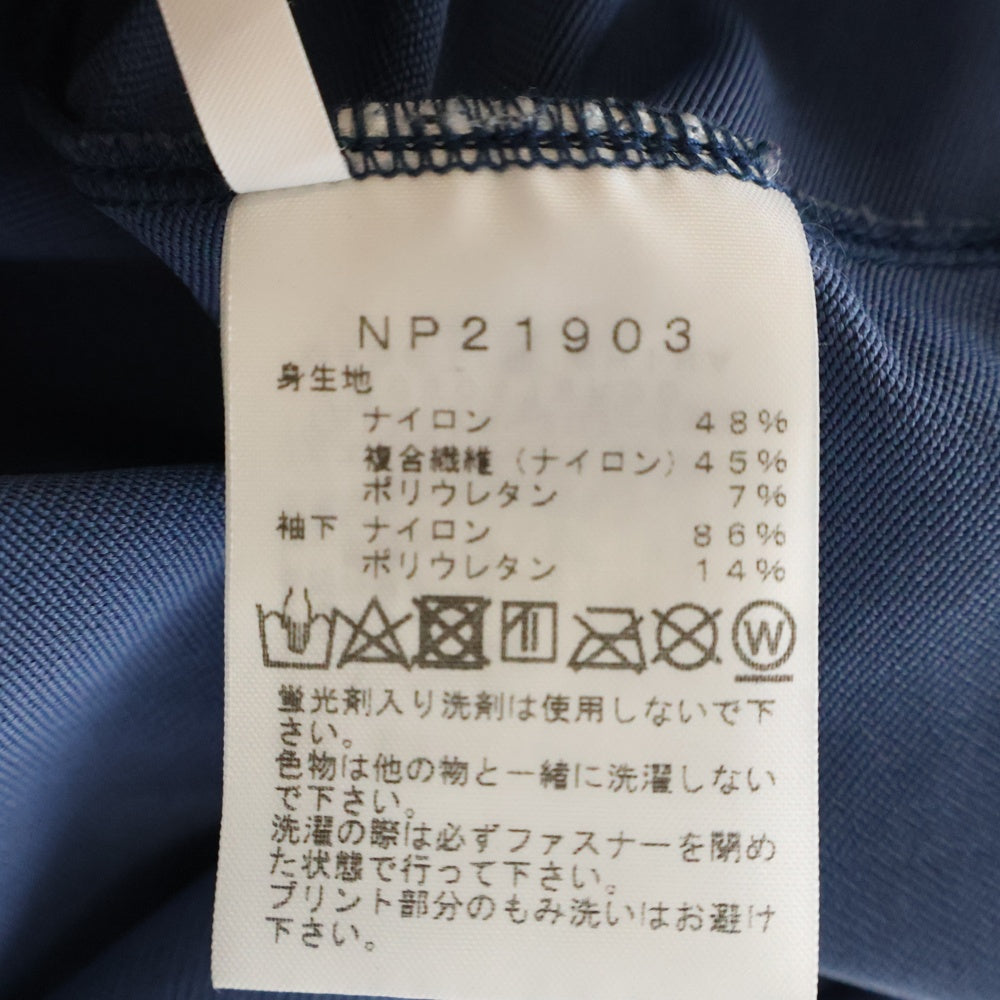 NP21903
身生地
ナイロン 48%
複合繊維(ナイロン)45%
ポリウレタン 7%
袖下 ナイロン 86%
ポリウレタン 14%
W
蛍光剤入り洗剤は使用しないで下
さい。
色物は他の物と一緒に洗濯しない
で下さい。
洗濯の際は必ずファスナーを閉め
た状態で行って下さい。
プリント部分のもみ洗いはお避け
下さい。